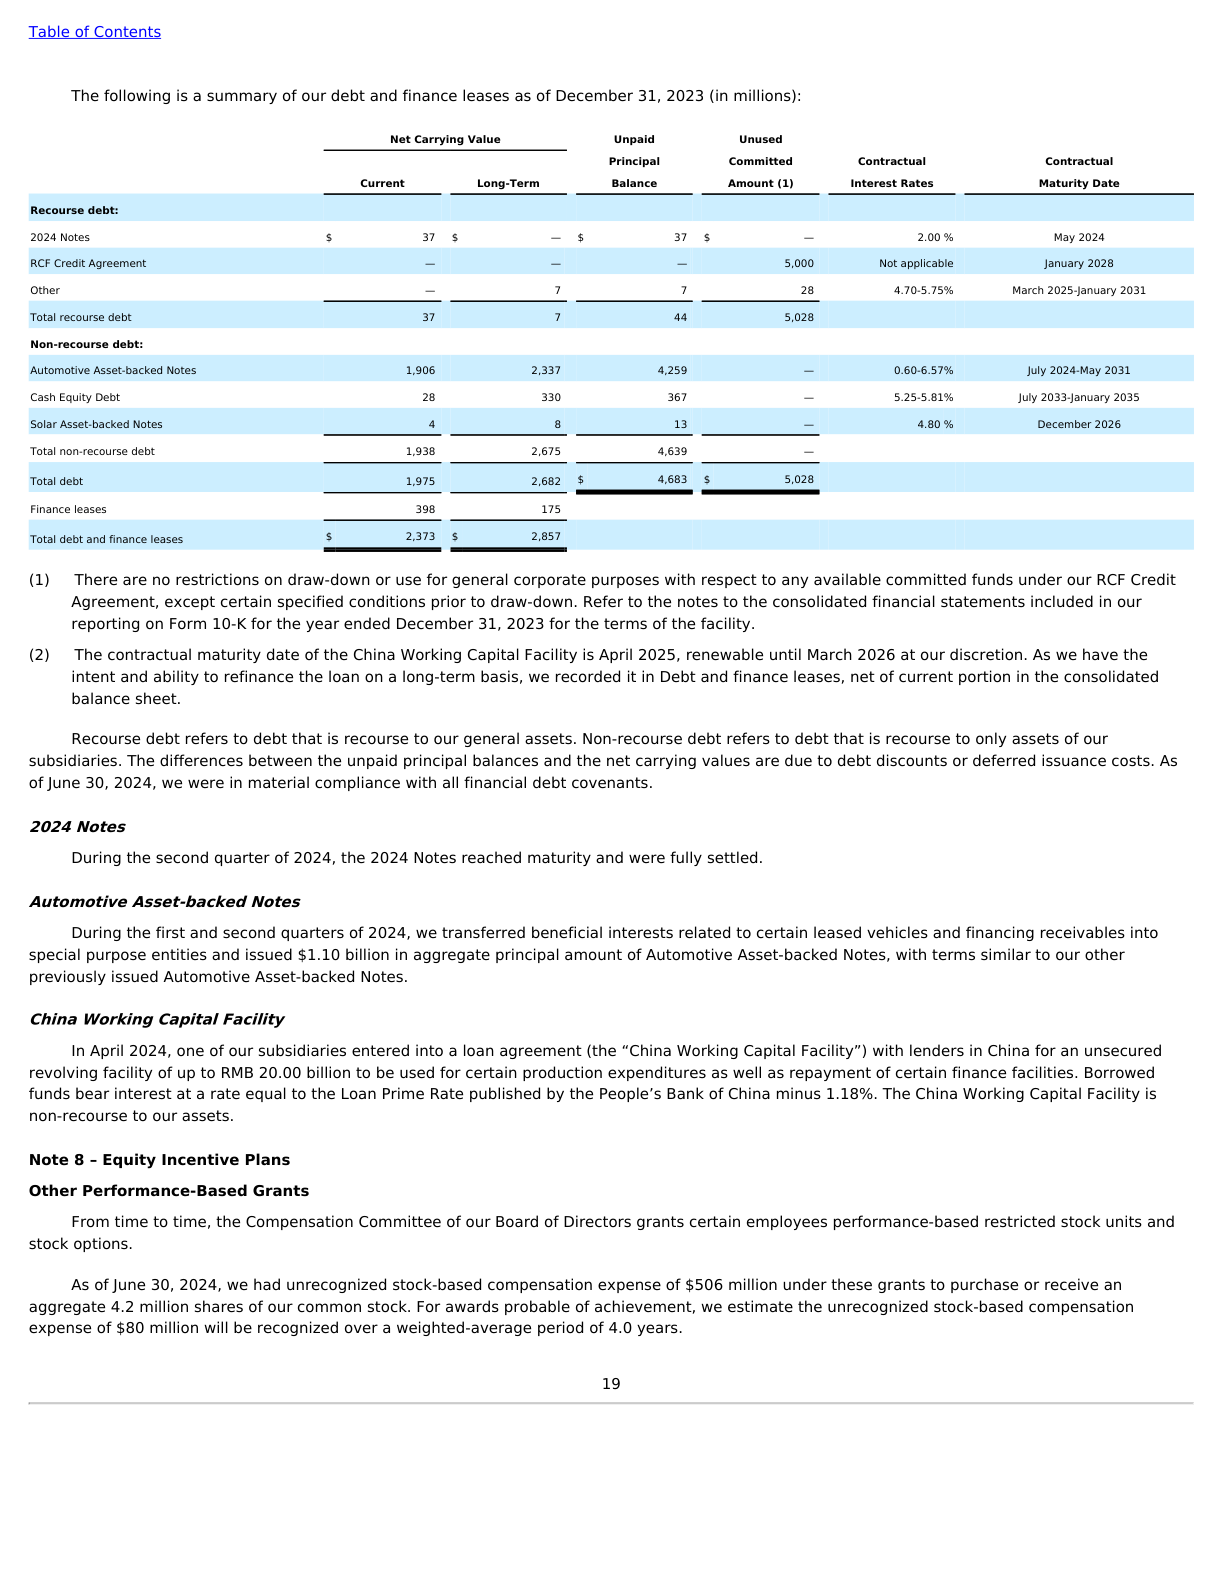 Table of Contents
The following is a summary of our debt and finance leases as of December 31, 2023 (in millions):
Net Carrying Value Unpaid Unused
Principal Committed Contractual Contractual
Current Long-Term Balance Amount (1) Interest Rates Maturity Date
Recourse debt:
2024 Notes $ 37 $ — $ 37 $ — 2.00 % May 2024
RCF Credit Agreement — — — 5,000 Not applicable January 2028
Other — 7 7 28 4.70-5.75% March 2025-January 2031
Total recourse debt 37 7 44 5,028
Non-recourse debt:
Automotive Asset-backed Notes 1,906 2,337 4,259 — 0.60-6.57% July 2024-May 2031
Cash Equity Debt 28 330 367 — 5.25-5.81% July 2033-January 2035
Solar Asset-backed Notes 4 8 13 — 4.80 % December 2026
Total non-recourse debt 1,938 2,675 4,639 —
Total debt 1,975 2,682 $ 4,683 $ 5,028
Finance leases 398 175
Total debt and finance leases $ 2,373 $ 2,857
(1) There are no restrictions on draw-down or use for general corporate purposes with respect to any available committed funds under our RCF Credit
Agreement, except certain specified conditions prior to draw-down. Refer to the notes to the consolidated financial statements included in our
reporting on Form 10-K for the year ended December 31, 2023 for the terms of the facility.
(2) The contractual maturity date of the China Working Capital Facility is April 2025, renewable until March 2026 at our discretion. As we have the
intent and ability to refinance the loan on a long-term basis, we recorded it in Debt and finance leases, net of current portion in the consolidated
balance sheet.
Recourse debt refers to debt that is recourse to our general assets. Non-recourse debt refers to debt that is recourse to only assets of our
subsidiaries. The differences between the unpaid principal balances and the net carrying values are due to debt discounts or deferred issuance costs. As
of June 30, 2024, we were in material compliance with all financial debt covenants.
2024 Notes
During the second quarter of 2024, the 2024 Notes reached maturity and were fully settled.
Automotive Asset-backed Notes
During the first and second quarters of 2024, we transferred beneficial interests related to certain leased vehicles and financing receivables into
special purpose entities and issued $1.10 billion in aggregate principal amount of Automotive Asset-backed Notes, with terms similar to our other
previously issued Automotive Asset-backed Notes.
China Working Capital Facility
In April 2024, one of our subsidiaries entered into a loan agreement (the “China Working Capital Facility”) with lenders in China for an unsecured
revolving facility of up to RMB 20.00 billion to be used for certain production expenditures as well as repayment of certain finance facilities. Borrowed
funds bear interest at a rate equal to the Loan Prime Rate published by the People’s Bank of China minus 1.18%. The China Working Capital Facility is
non-recourse to our assets.
Note 8 – Equity Incentive Plans
Other Performance-Based Grants
From time to time, the Compensation Committee of our Board of Directors grants certain employees performance-based restricted stock units and
stock options.
As of June 30, 2024, we had unrecognized stock-based compensation expense of $506 million under these grants to purchase or receive an
aggregate 4.2 million shares of our common stock. For awards probable of achievement, we estimate the unrecognized stock-based compensation
expense of $80 million will be recognized over a weighted-average period of 4.0 years.
19